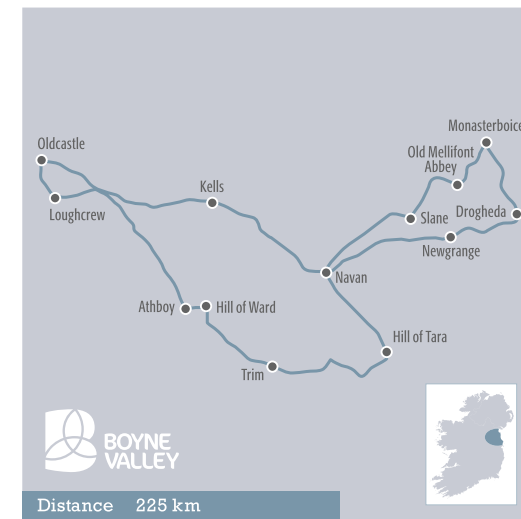 Monasterboice
Oldcastle
Old Mellifont
Abbey
Kells
Loughcrew
Slane
Drogheda
Newgrange
Navan
Athboy
Hill of Ward
Hill of Tara
Trim
BOYNE
VALLEY
Distance 225 km